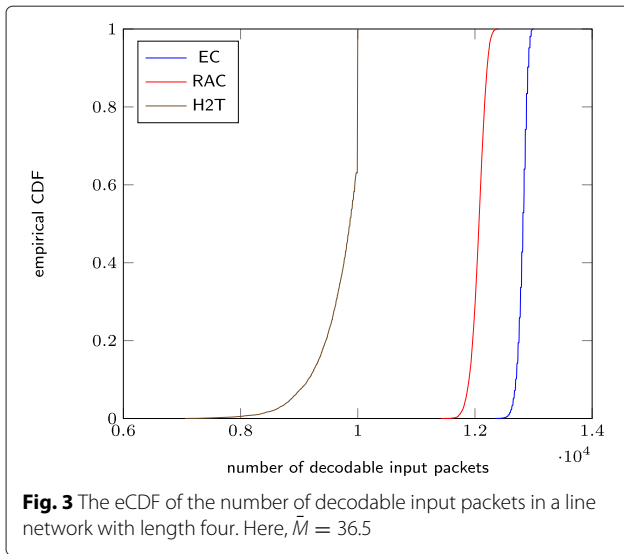 1
0.8
0.6
0.4
0.2
0
empirical CDF
EC
RAC
H2T
0.6 0.8 1 1.2 1.4
·10⁴
number of decodable input packets
Fig. 3 The eCDF of the number of decodable input packets in a line
network with length four. Here, M̄ = 36.5